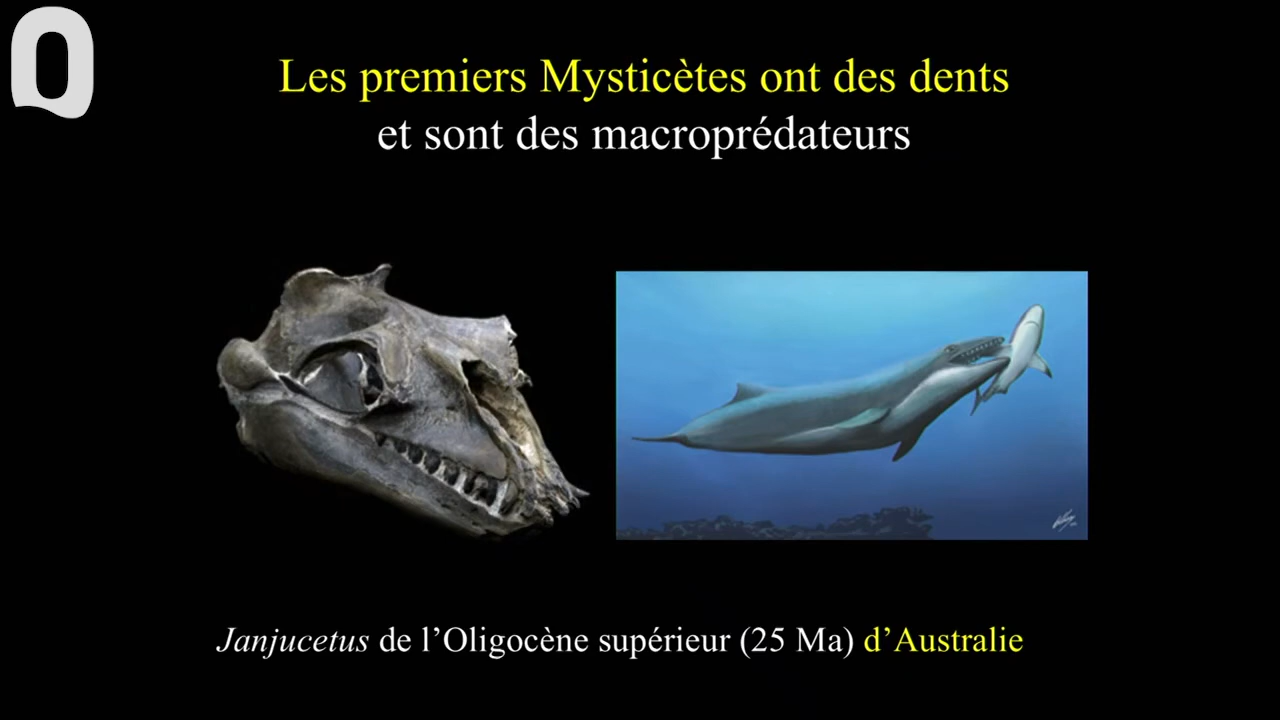 Q
Les premiers Mysticètes ont des dents
et sont des macroprédateurs
Janjucetus de l’Oligocène supérieur (25 Ma) d’Australie